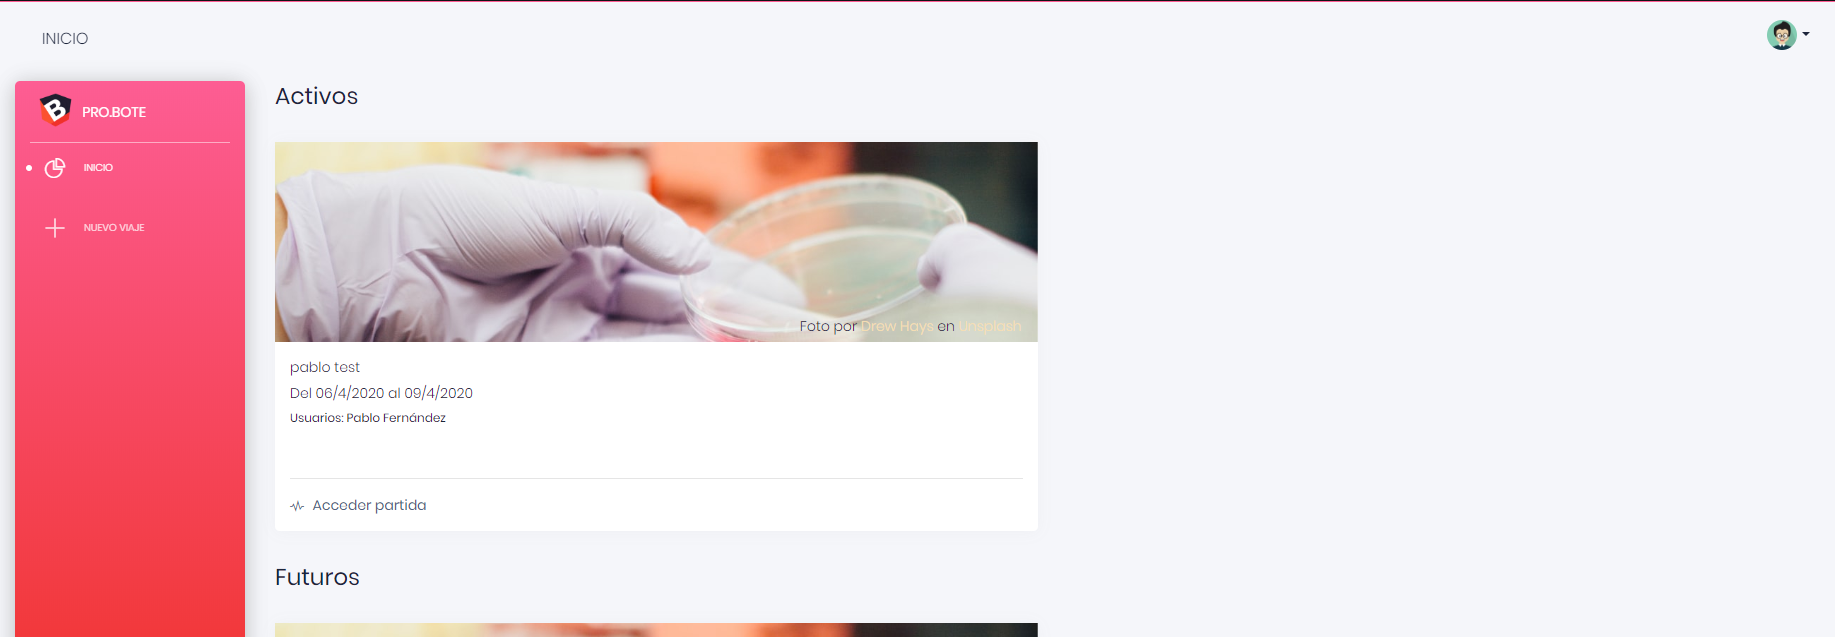 INICIO
PRO.BOTE
INICIO
NUEVO VIAJE
Activos
Foto por Drew Hays en Unsplash
pablo test
Del 06/4/2020 al 09/4/2020
Usuarios: Pablo Fernández
Acceder partida
Futuros